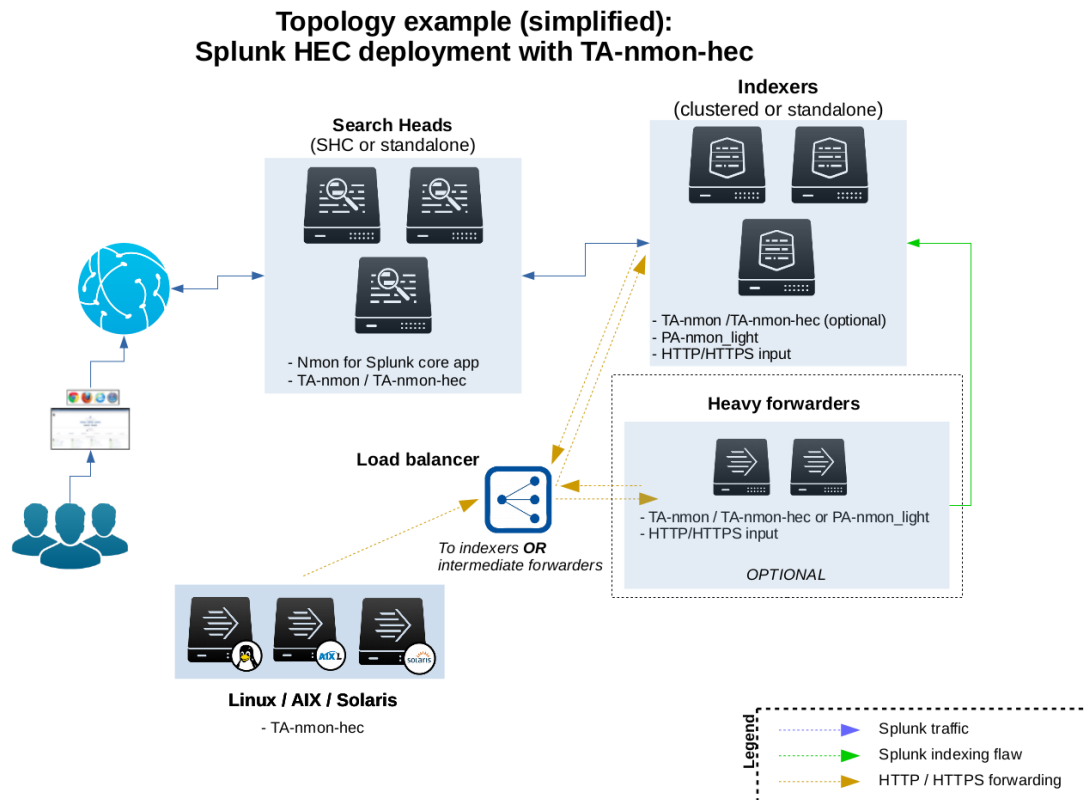 Topology example (simplified):
Splunk HEC deployment with TA-nmon-hec
Indexers
(clustered or standalone)
Search Heads
(SHC or standalone)
- Nmon for Splunk core app
- TA-nmon / TA-nmon-hec
- TA-nmon /TA-nmon-hec (optional)
- PA-nmon_light
- HTTP/HTTPS input
Heavy forwarders
- TA-nmon / TA-nmon-hec or PA-nmon_light
- HTTP/HTTPS input
OPTIONAL
Load balancer
To indexers OR
intermediate forwarders
AIX L
SOLARIS
Linux / AIX / Solaris
- TA-nmon-hec
Legend
Splunk traffic
Splunk indexing flaw
HTTP / HTTPS forwarding